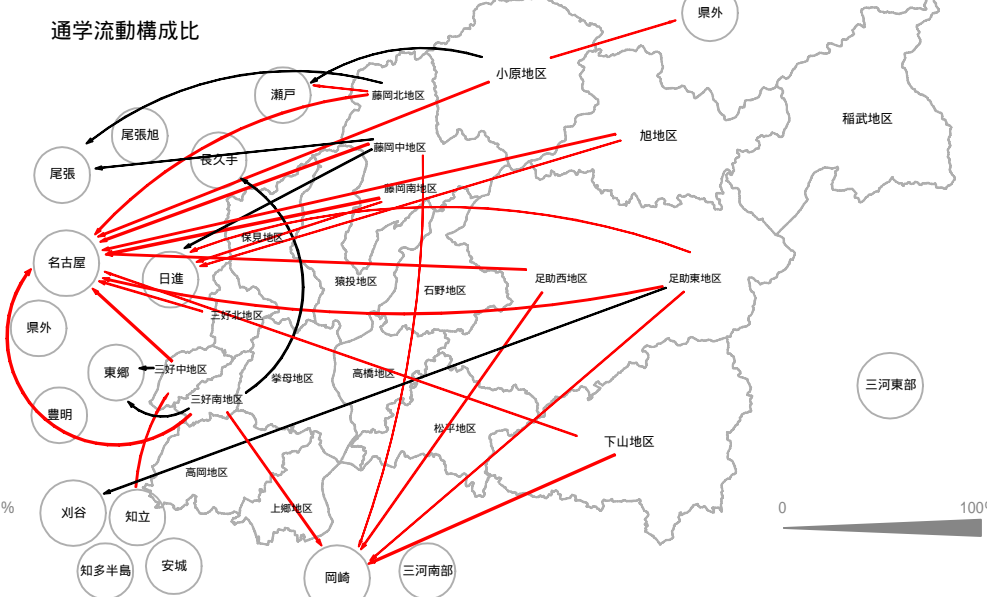 通学流動構成比
県外
小原地区
瀬戸
藤岡北地区
稲武地区
尾張旭
旭地区
藤岡中地区
長久手
尾張
藤岡南地区
保見地区
名古屋
日進
猿投地区
石野地区
足助西地区
足助東地区
三好北地区
県外
東郷
三好中地区
挙母地区
高橋地区
三河東部
三好南地区
豊明
松平地区
下山地区
高岡地区
%
0
100%
刈谷
知立
上郷地区
知多半島
安城
岡崎
三河南部